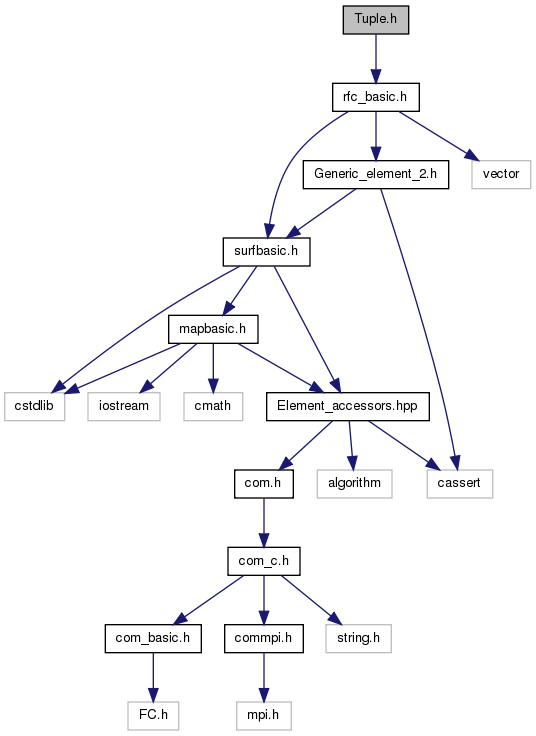 Tuple.h
rfc_basic.h
Generic_element_2.h
vector
surfbasic.h
mapbasic.h
cstdlib
iostream
cmath
Element_accessors.hpp
com.h
algorithm
cassert
com_c.h
com_basic.h
commpi.h
string.h
FC.h
mpi.h